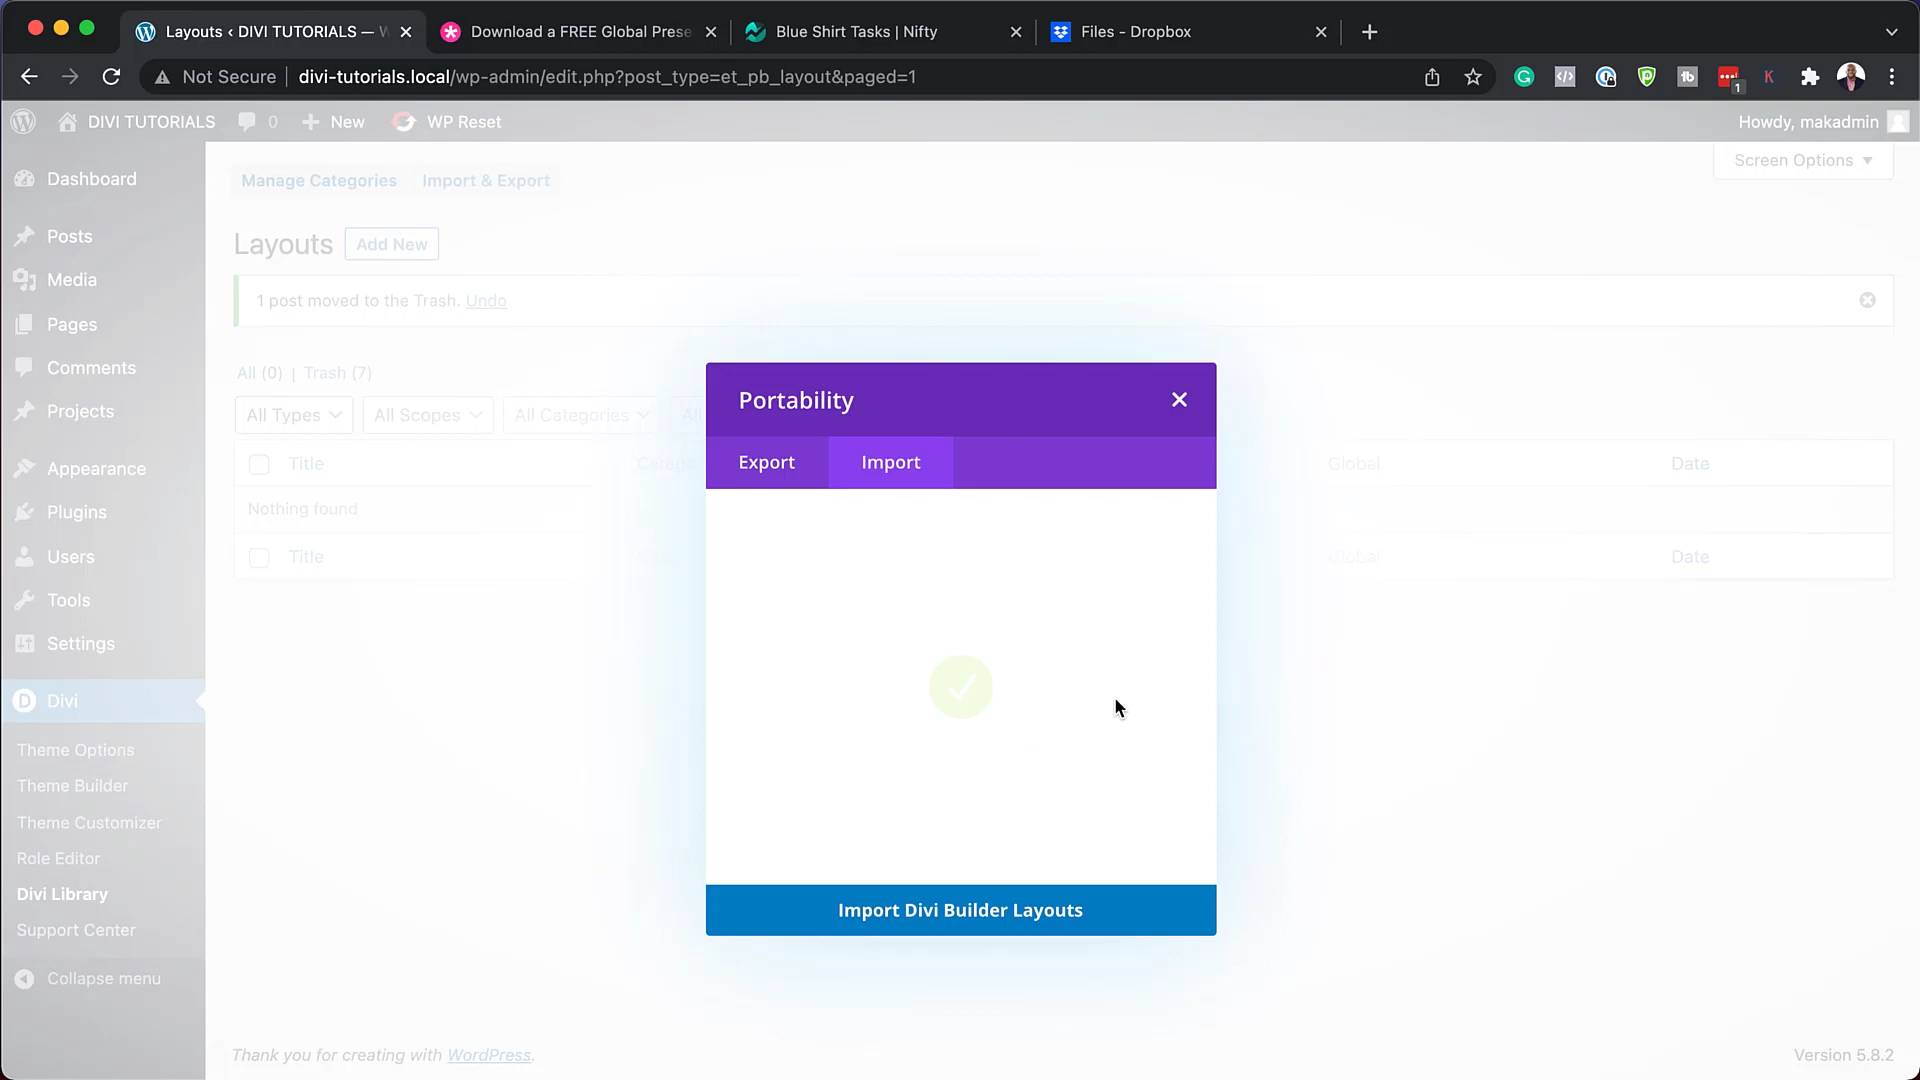 Layouts ‹ DIVI TUTORIALS — W
Download a FREE Global Prese
Blue Shirt Tasks | Nifty
Files - Dropbox
Not Secure
divi-tutorials.local/wp-admin/edit.php?post_type=et_pb_layout&paged=1
1
DIVI TUTORIALS
0
New
WP Reset
Howdy, makadmin
Dashboard
Posts
Media
Pages
Comments
Projects
Appearance
Plugins
Users
Tools
Settings
Divi
Theme Options
Theme Builder
Theme Customizer
Role Editor
Divi Library
Support Center
Collapse menu
Manage Categories
Import & Export
Screen Options
Layouts
Add New
1 post moved to the Trash. Undo
All (0) | Trash (7)
All Types
All Scopes
All Categories
All
Title
Global
Date
Nothing found
Title
Global
Date
Portability
Export
Import
Import Divi Builder Layouts
Thank you for creating with WordPress.
Version 5.8.2